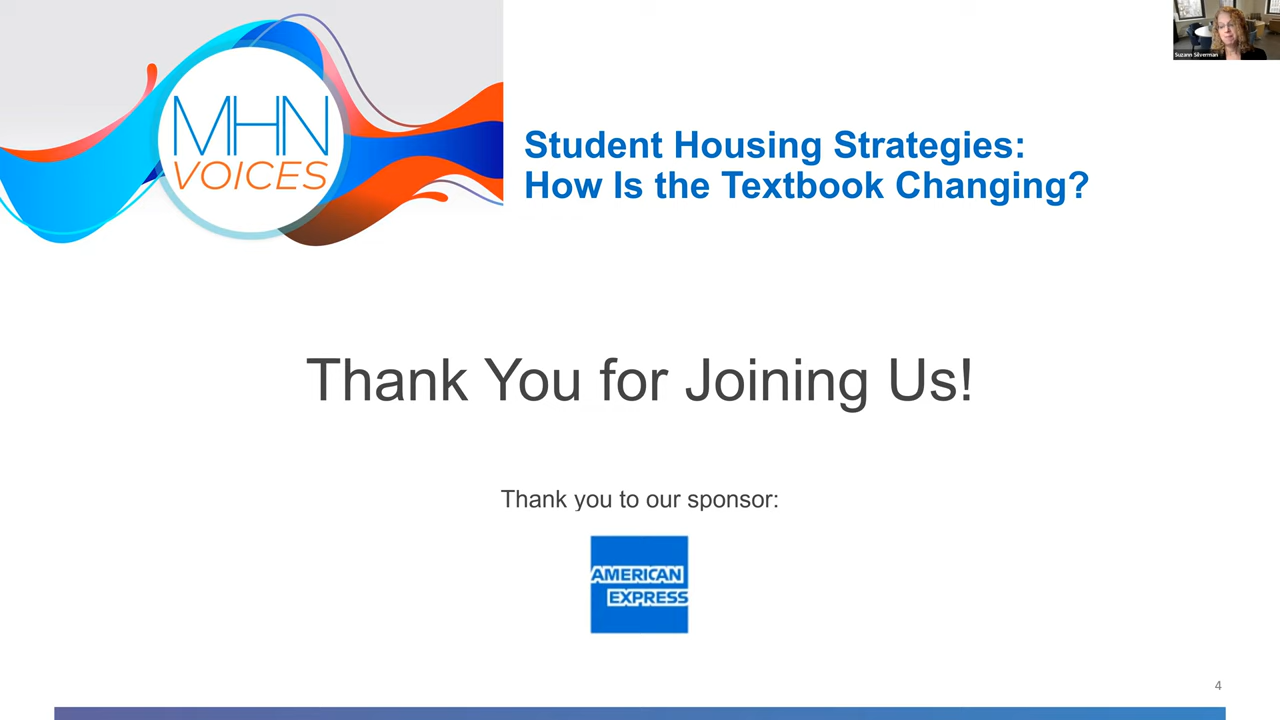 MHN
VOICES
Suzann Silverman
Student Housing Strategies:
How Is the Textbook Changing?
Thank You for Joining Us!
Thank you to our sponsor:
AMERICAN
EXPRESS
4